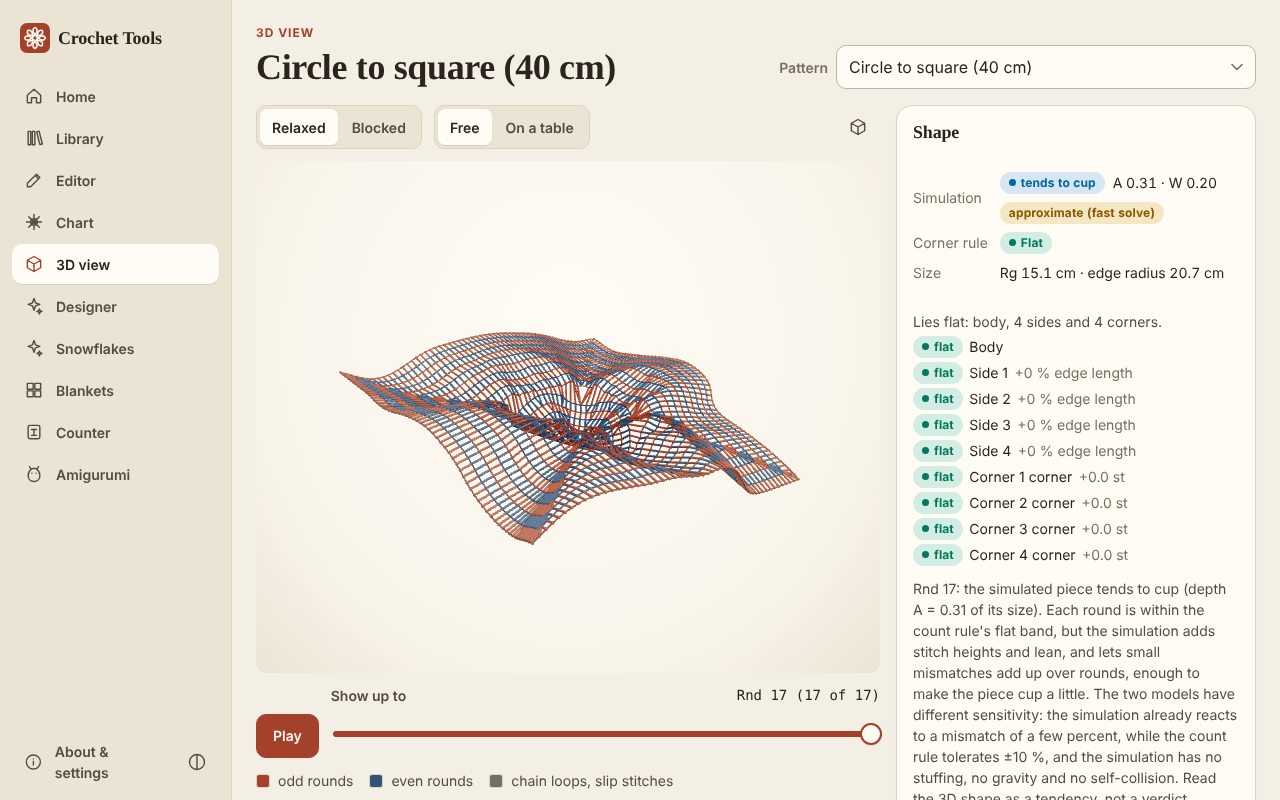 Crochet Tools
Home
Library
Editor
Chart
3D view
Designer
Snowflakes
Blankets
Counter
Amigurumi
About &
settings
3D VIEW
Circle to square (40 cm)
Pattern
Circle to square (40 cm)
Relaxed
Blocked
Free
On a table
Show up to
Rnd 17 (17 of 17)
Play
odd rounds
even rounds
chain loops, slip stitches
Shape
Simulation
tends to cup A 0.31 · W 0.20
approximate (fast solve)
Corner rule
Flat
Size
Rg 15.1 cm · edge radius 20.7 cm
Lies flat: body, 4 sides and 4 corners.
flat Body
flat Side 1 +0 % edge length
flat Side 2 +0 % edge length
flat Side 3 +0 % edge length
flat Side 4 +0 % edge length
flat Corner 1 corner +0.0 st
flat Corner 2 corner +0.0 st
flat Corner 3 corner +0.0 st
flat Corner 4 corner +0.0 st
Rnd 17: the simulated piece tends to cup (depth
A = 0.31 of its size). Each round is within the
count rule's flat band, but the simulation adds
stitch heights and lean, and lets small
mismatches add up over rounds, enough to
make the piece cup a little. The two models have
different sensitivity: the simulation already reacts
to a mismatch of a few percent, while the count
rule tolerates ±10 %, and the simulation has no
stuffing, no gravity and no self-collision. Read
the 3D shape as a tendency, not a verdict.